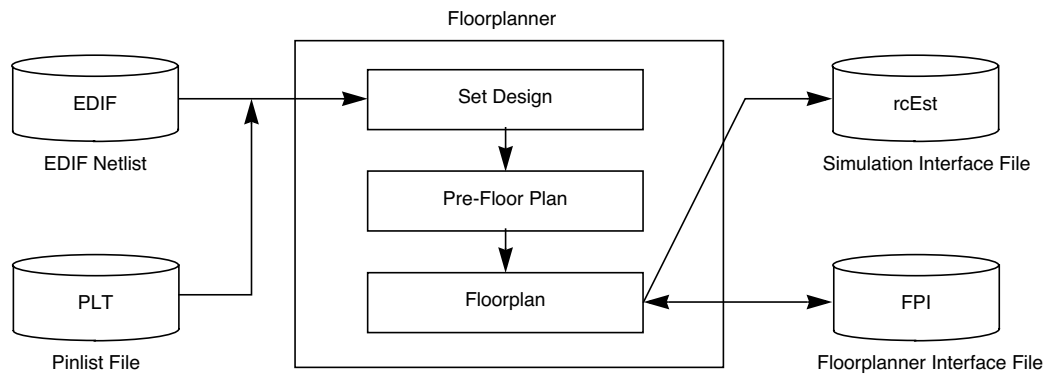 Floorplanner
EDIF
EDIF Netlist
PLT
Pinlist File
Set Design
Pre-Floor Plan
Floorplan
rcEst
Simulation Interface File
FPI
Floorplanner Interface File